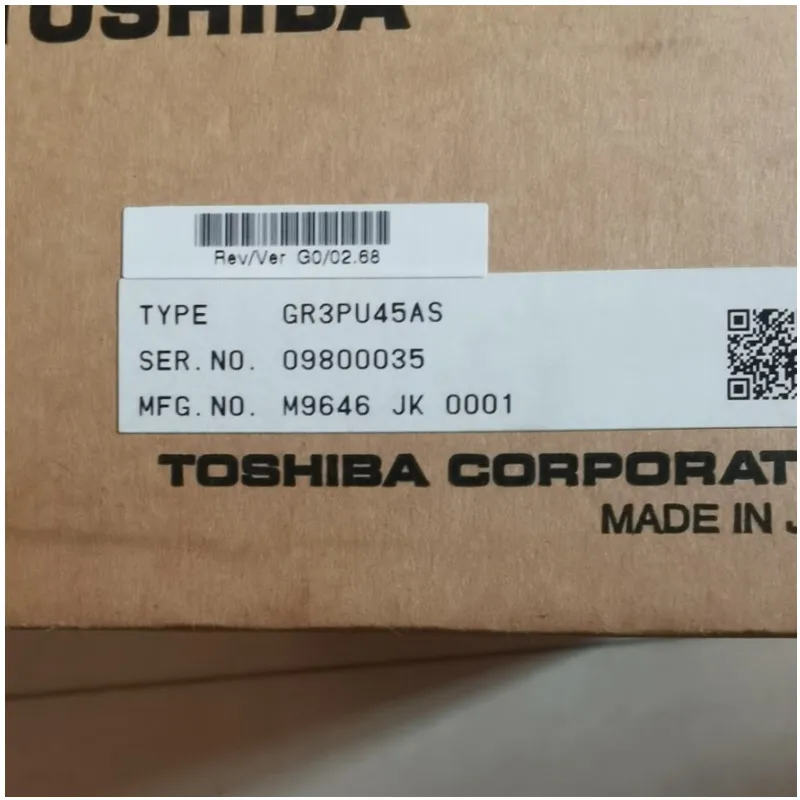 TOSHIBA
Rev/Ver G0/02.68
TYPE GR3PU45AS
SER.NO. 09800035
MFG.NO. M9646 JK 0001
TOSHIBA CORPORAT
MADE IN J